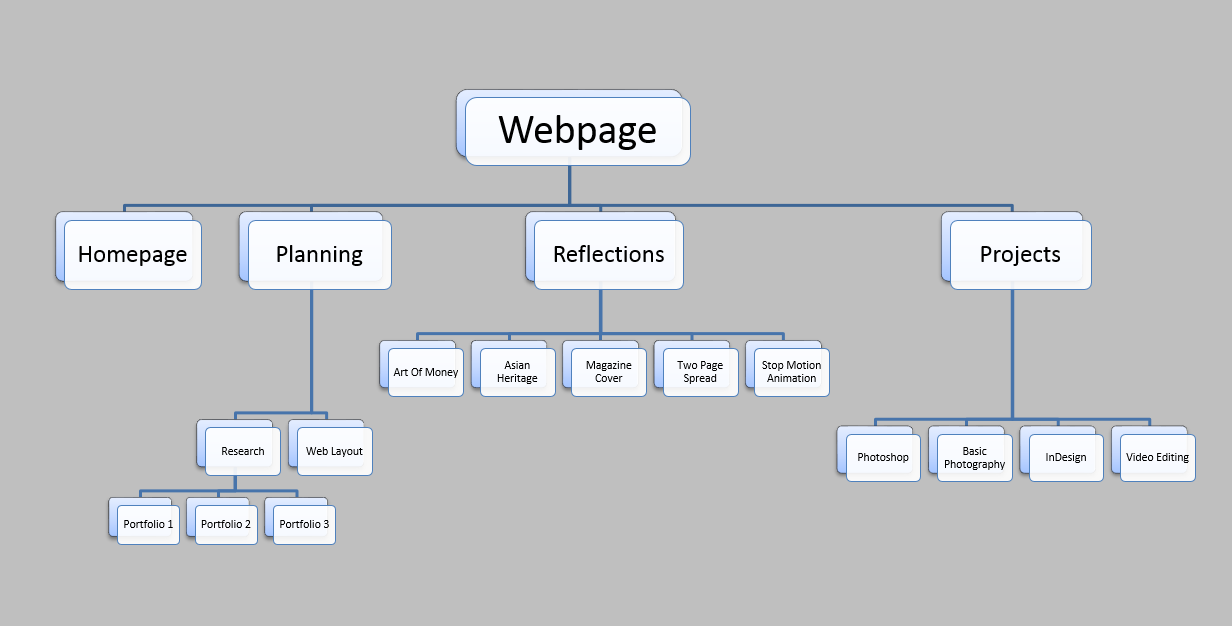 Webpage
Homepage
Planning
Reflections
Projects
Art Of Money
Asian
Heritage
Magazine
Cover
Two Page
Spread
Stop Motion
Animation
Research
Web Layout
Photoshop
Basic
Photography
InDesign
Video Editing
Portfolio 1
Portfolio 2
Portfolio 3